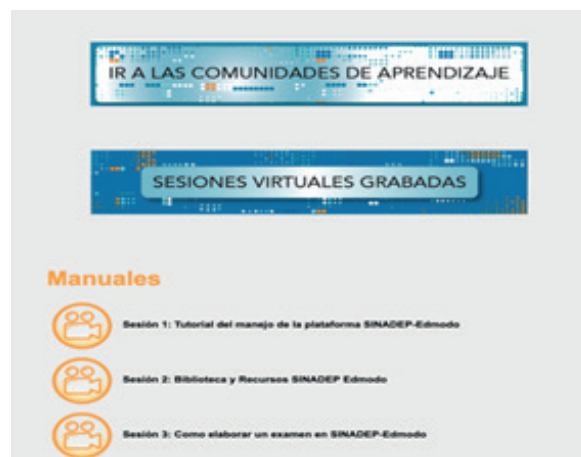 IR A LAS COMUNIDADES DE APRENDIZAJE
SESIONES VIRTUALES GRABADAS
Manuales
Sesión 1: Tutorial del manejo de la plataforma SINADEP-Edmodo
Sesión 2: Biblioteca y Recursos SINADEP Edmodo
Sesión 3: Como elaborar un examen en SINADEP-Edmodo